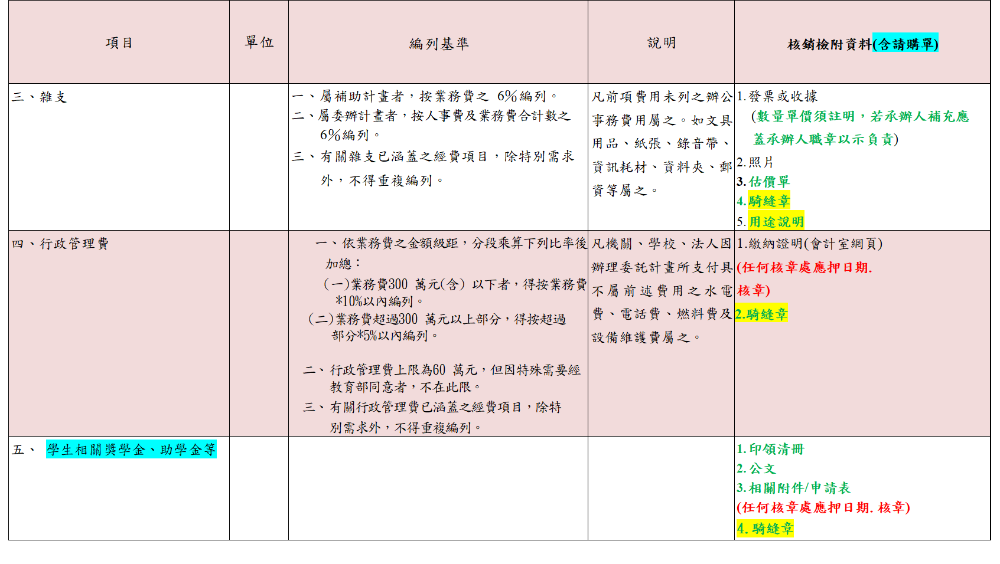 項目
單位
編列基準
說明
核銷檢附資料(含請購單)
三、雜支
一、屬補助計畫者，按業務費之 6%編列。
二、屬委辦計畫者，按人事費及業務費合計數之
6%編列。
三、有關雜支已涵蓋之經費項目，除特別需求
外，不得重複編列。
凡前項費用未列之辦公
事務費用屬之。如文具
用品、紙張、錄音帶、
資訊耗材、資料夾、郵
資等屬之。
1.發票或收據
(數量單價須註明，若承辦人補充應
蓋承辦人職章以示負責)
2.照片
3.估價單
4.騎縫章
5.用途說明
四、行政管理費
一、依業務費之金額級距，分段乘算下列比率後
加總：
(一)業務費300 萬元(含) 以下者，得按業務費
*10%以內編列。
(二)業務費超過300 萬元以上部分，得按超過
部分*5%以內編列。
二、行政管理費上限為60 萬元，但因特殊需要經
教育部同意者，不在此限。
三、有關行政管理費已涵蓋之經費項目，除特
別需求外，不得重複編列。
凡機關、學校、法人因
辦理委託計畫所支付具
不屬前述費用之水電
費、電話費、燃料費及
設備維護費屬之。
1.繳納證明(會計室網頁)
(任何核章處應押日期.
核章)
2.騎縫章
五、 學生相關獎學金、助學金等
1.印領清冊
2.公文
3.相關附件/申請表
(任何核章處應押日期. 核章)
4. 騎縫章